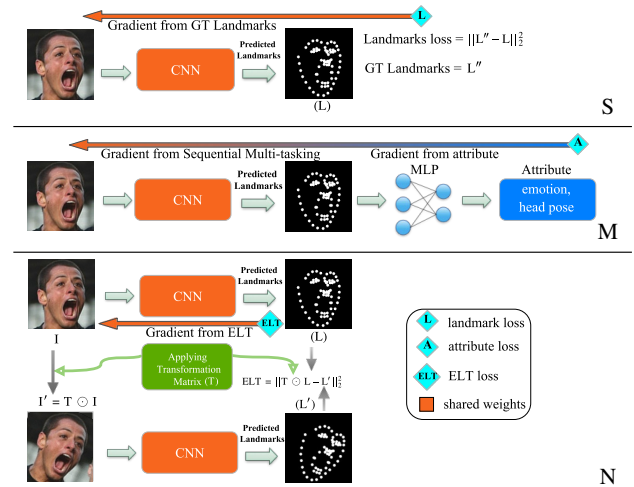 Gradient from GT Landmarks
L
CNN
Predicted
Landmarks
(L)
Landmarks loss = ||L″ − L||²₂
GT Landmarks = L″
S
Gradient from Sequential Multi-tasking
Gradient from attribute
A
CNN
Predicted
Landmarks
MLP
Attribute
emotion,
head pose
M
CNN
Predicted
Landmarks
I
Gradient from ELT
ELT
(L)
Applying
Transformation
Matrix (T)
ELT = ||T ⊙ L − L′||²₂
I′ = T ⊙ I
(L′)
CNN
Predicted
Landmarks
L landmark loss
A attribute loss
ELT ELT loss
shared weights
N